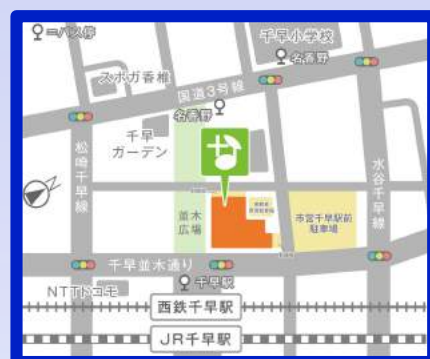 =バス停
千早小学校
名香野
スポガ香椎
国道3号線
名香野
千早
ガーデン
松崎千早線
水谷千早線
並木
広場
市営千早駅前
駐車場
千早並木通り
千早駅
NTTドコモ
西鉄千早駅
JR千早駅